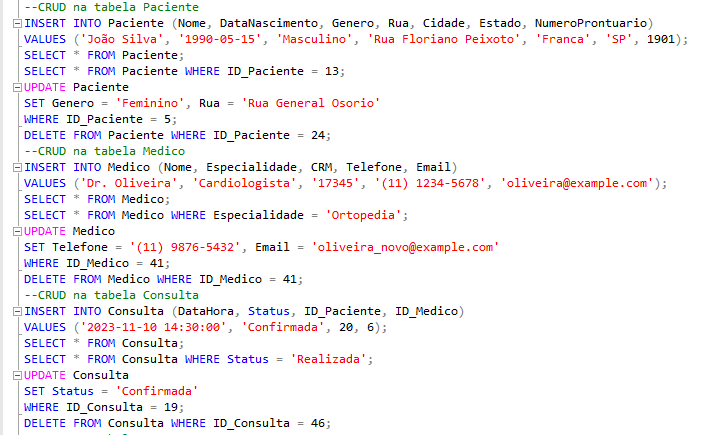 --CRUD na tabela Paciente
INSERT INTO Paciente (Nome, DataNascimento, Genero, Rua, Cidade, Estado, NumeroProntuario)
VALUES ('João Silva', '1990-05-15', 'Masculino', 'Rua Floriano Peixoto', 'Franca', 'SP', 1901);
SELECT * FROM Paciente;
SELECT * FROM Paciente WHERE ID_Paciente = 13;
UPDATE Paciente
SET Genero = 'Feminino', Rua = 'Rua General Osorio'
WHERE ID_Paciente = 5;
DELETE FROM Paciente WHERE ID_Paciente = 24;
--CRUD na tabela Medico
INSERT INTO Medico (Nome, Especialidade, CRM, Telefone, Email)
VALUES ('Dr. Oliveira', 'Cardiologista', '17345', '(11) 1234-5678', 'oliveira@example.com');
SELECT * FROM Medico;
SELECT * FROM Medico WHERE Especialidade = 'Ortopedia';
UPDATE Medico
SET Telefone = '(11) 9876-5432', Email = 'oliveira_novo@example.com'
WHERE ID_Medico = 41;
DELETE FROM Medico WHERE ID_Medico = 41;
--CRUD na tabela Consulta
INSERT INTO Consulta (DataHora, Status, ID_Paciente, ID_Medico)
VALUES ('2023-11-10 14:30:00', 'Confirmada', 20, 6);
SELECT * FROM Consulta;
SELECT * FROM Consulta WHERE Status = 'Realizada';
UPDATE Consulta
SET Status = 'Confirmada'
WHERE ID_Consulta = 19;
DELETE FROM Consulta WHERE ID_Consulta = 46;